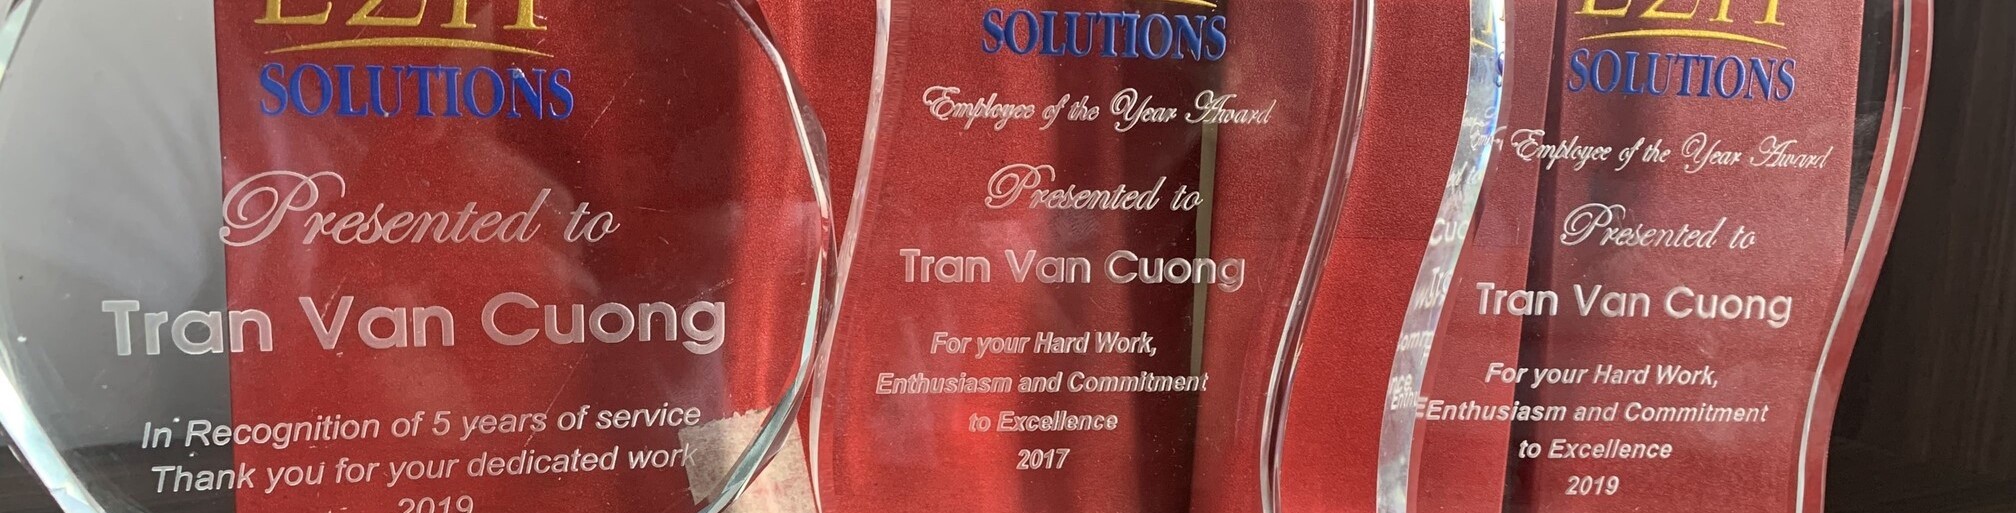 SOLUTIONS
Presented to
Tran Van Cuong
In Recognition of 5 years of service
Thank you for your dedicated work
2019
SOLUTIONS
Employee of the Year Award
Presented to
Tran Van Cuong
For your Hard Work,
Enthusiasm and Commitment
to Excellence
2017
SOLUTIONS
Employee of the Year Award
Presented to
Tran Van Cuong
For your Hard Work,
Enthusiasm and Commitment
to Excellence
2019